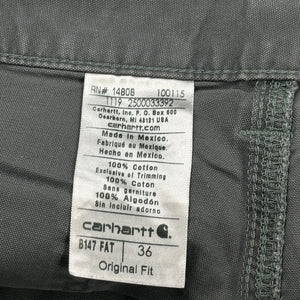 RN# 14806 100115
1119 2500033392
Carhartt, Inc. P.O. Box 600
Dearborn, MI 48121 USA
carhartt.com
Made in Mexico
Fabriqué au Mexique
Hecho en Mexico
100% Cotton
Exclusive of Trimming
100% Coton
Sans garniture
100% Algodón
Sin incluir adorno
carhartt
B147 FAT 36
Original Fit